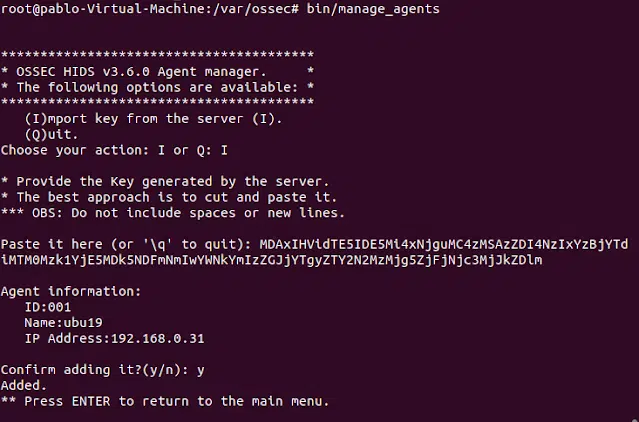 root@pablo-Virtual-Machine:/var/ossec# bin/manage_agents
****************************************
* OSSEC HIDS v3.6.0 Agent manager.     *
* The following options are available: *
****************************************
   (I)mport key from the server (I).
   (Q)uit.
Choose your action: I or Q: I
* Provide the Key generated by the server.
* The best approach is to cut and paste it.
*** OBS: Do not include spaces or new lines.
Paste it here (or '\q' to quit): MDAxIHVidTE5IDE5Mi4xNjguMC4zMSAzZDI4NzIxYzBjYTd
iMTM0Mzk1YjE5MDk5NDFmNmIwYWNkYmIzZGJjYTgyZTY2N2MzMjg5ZjFjNjc3MjJkZDlm
Agent information:
   ID:001
   Name:ubu19
   IP Address:192.168.0.31
Confirm adding it?(y/n): y
Added.
** Press ENTER to return to the main menu.